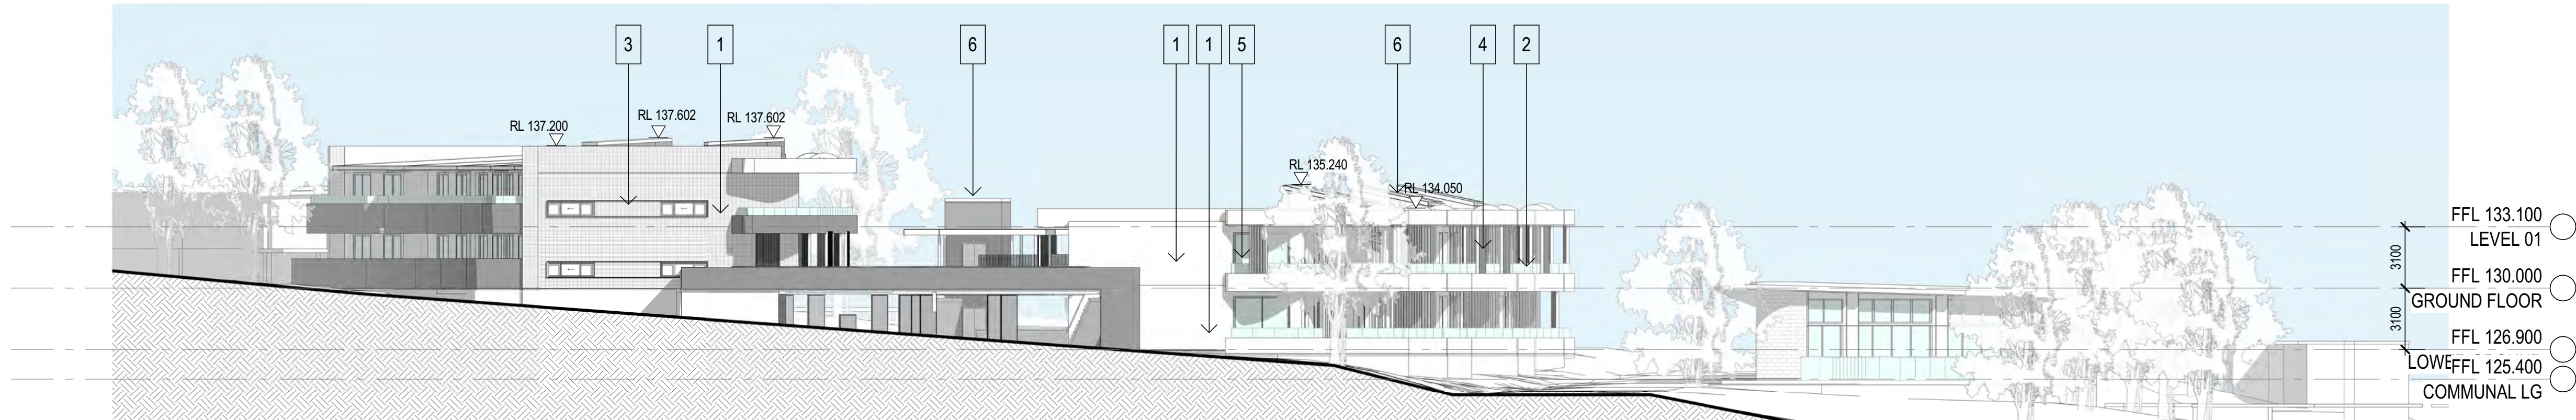 3
1
6
1
1
5
6
4
2
RL 137.200
RL 137.602
RL 137.602
RL 135.240
RL 134.050
FFL 133.100
LEVEL 01
3100
FFL 130.000
GROUND FLOOR
3100
FFL 126.900
FFL 125.400
COMMUNAL LG